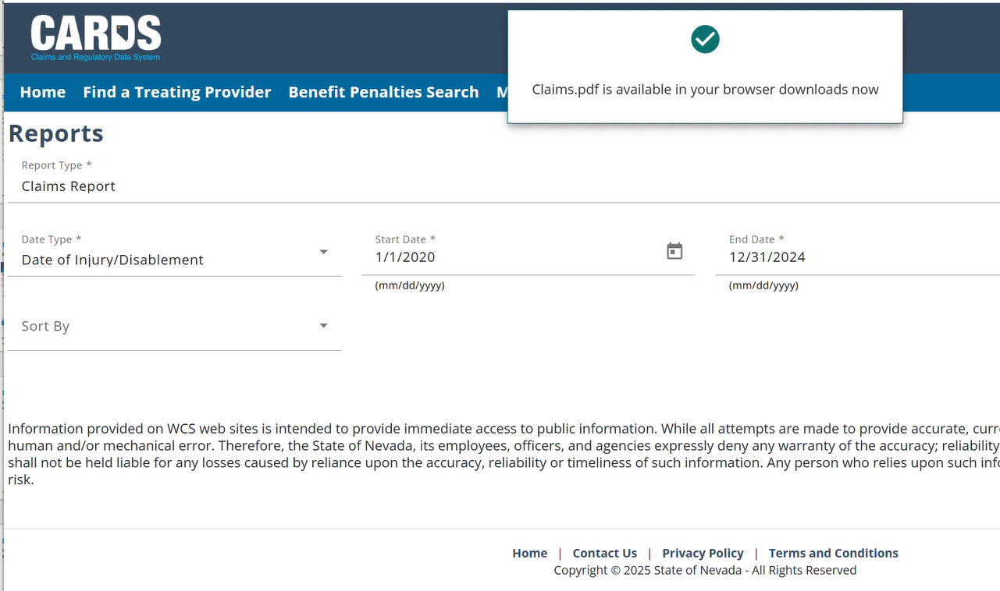 CARDS
Claims and Regulatory Data System
Claims.pdf is available in your browser downloads now
Home Find a Treating Provider Benefit Penalties Search M
Reports
Report Type *
Claims Report
Date Type *
Date of Injury/Disablement
Start Date *
1/1/2020
(mm/dd/yyyy)
End Date *
12/31/2024
(mm/dd/yyyy)
Sort By
Information provided on WCS web sites is intended to provide immediate access to public information. While all attempts are made to provide accurate, curr
human and/or mechanical error. Therefore, the State of Nevada, its employees, officers, and agencies expressly deny any warranty of the accuracy; reliability
shall not be held liable for any losses caused by reliance upon the accuracy, reliability or timeliness of such information. Any person who relies upon such info
risk.
Home | Contact Us | Privacy Policy | Terms and Conditions
Copyright © 2025 State of Nevada - All Rights Reserved